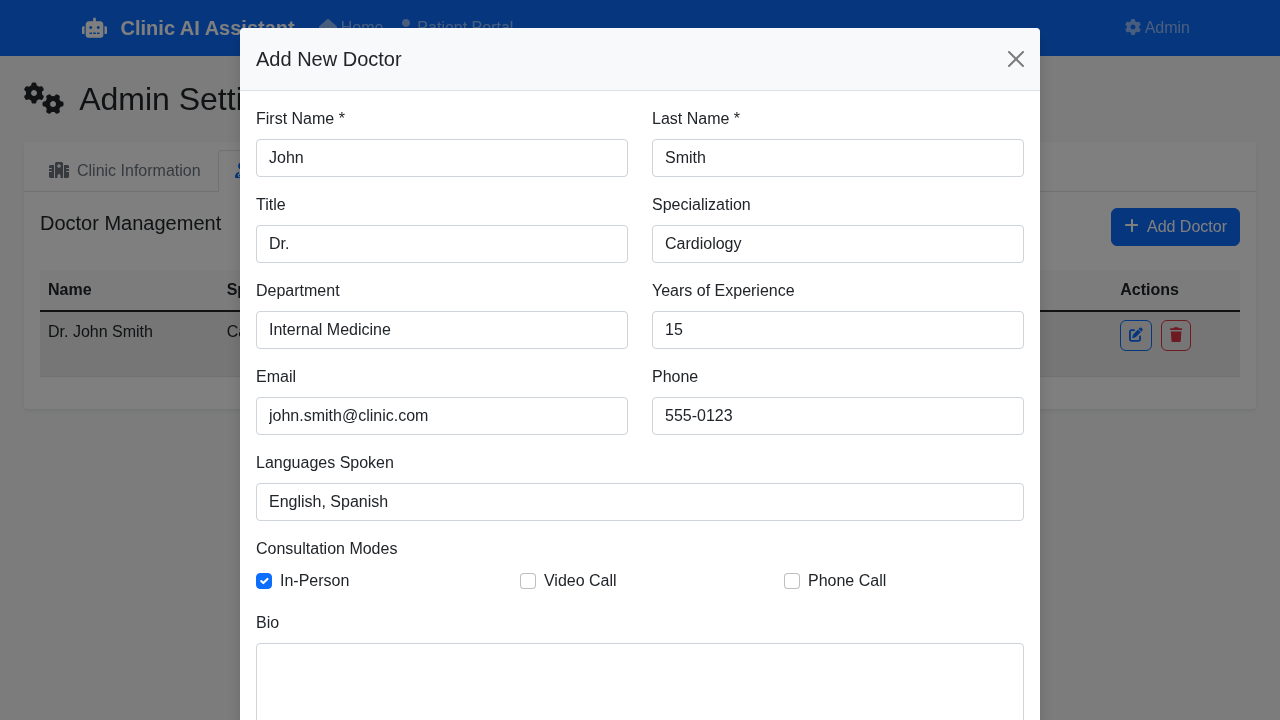 Clinic AI Assistant Home Patient Portal Admin
Add New Doctor
Admin Setti
First Name * Last Name *
John Smith
Clinic Information
Title Specialization
Doctor Management
Add Doctor
Dr. Cardiology
Department Years of Experience
Name Actions
Internal Medicine 15
Dr. John Smith
Email Phone
john.smith@clinic.com 555-0123
Languages Spoken
English, Spanish
Consultation Modes
In-Person Video Call Phone Call
Bio